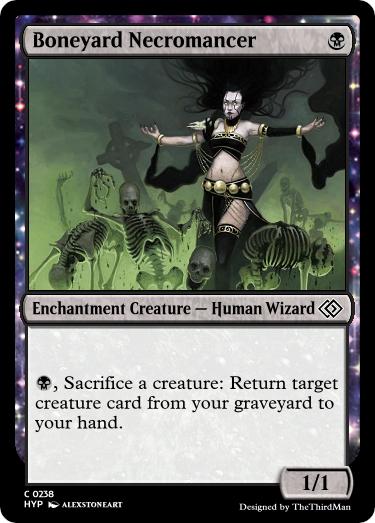 Boneyard Necromancer
Enchantment Creature — Human Wizard
, Sacrifice a creature: Return target
creature card from your graveyard to
your hand.
1/1
C 0238
HYP ALEXSTONEART
Designed by TheThirdMan